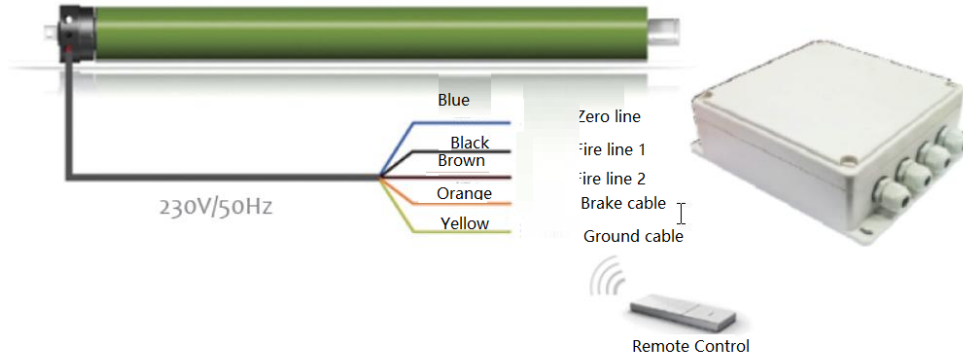 Blue
Zero line
Black
Fire line 1
Brown
Fire line 2
Orange
Brake cable
Yellow
Ground cable
230V/50Hz
Remote Control